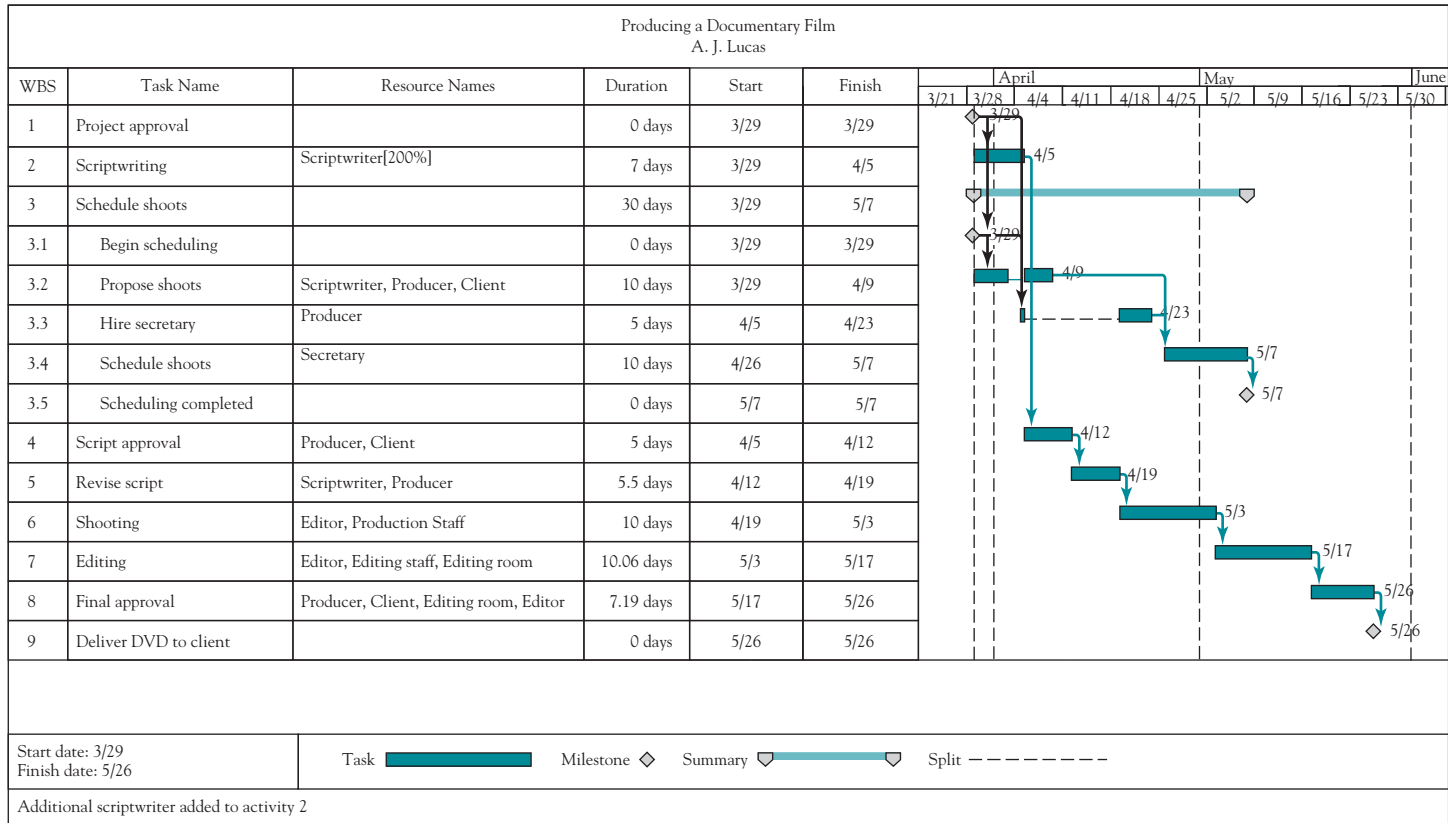 Producing a Documentary Film
A. J. Lucas
WBS Task Name Resource Names Duration Start Finish
April May June
3/21 3/28 4/4 4/11 4/18 4/25 5/2 5/9 5/16 5/23 5/30
1 Project approval 0 days 3/29 3/29 3/29
2 Scriptwriting Scriptwriter[200%] 7 days 3/29 4/5 4/5
3 Schedule shoots 30 days 3/29 5/7
3.1 Begin scheduling 0 days 3/29 3/29 3/29
3.2 Propose shoots Scriptwriter, Producer, Client 10 days 3/29 4/9 4/9
3.3 Hire secretary Producer 5 days 4/5 4/23 4/23
3.4 Schedule shoots Secretary 10 days 4/26 5/7 5/7
3.5 Scheduling completed 0 days 5/7 5/7 5/7
4 Script approval Producer, Client 5 days 4/5 4/12 4/12
5 Revise script Scriptwriter, Producer 5.5 days 4/12 4/19 4/19
6 Shooting Editor, Production Staff 10 days 4/19 5/3 5/3
7 Editing Editor, Editing staff, Editing room 10.06 days 5/3 5/17 5/17
8 Final approval Producer, Client, Editing room, Editor 7.19 days 5/17 5/26 5/26
9 Deliver DVD to client 0 days 5/26 5/26 5/26
Start date: 3/29
Finish date: 5/26
Task Milestone Summary Split
Additional scriptwriter added to activity 2